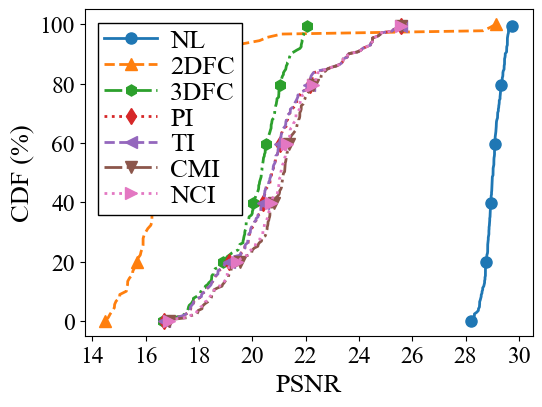 100
80
60
40
20
0
CDF (%)
NL
2DFC
3DFC
PI
TI
CMI
NCI
14 16 18 20 22 24 26 28 30
PSNR